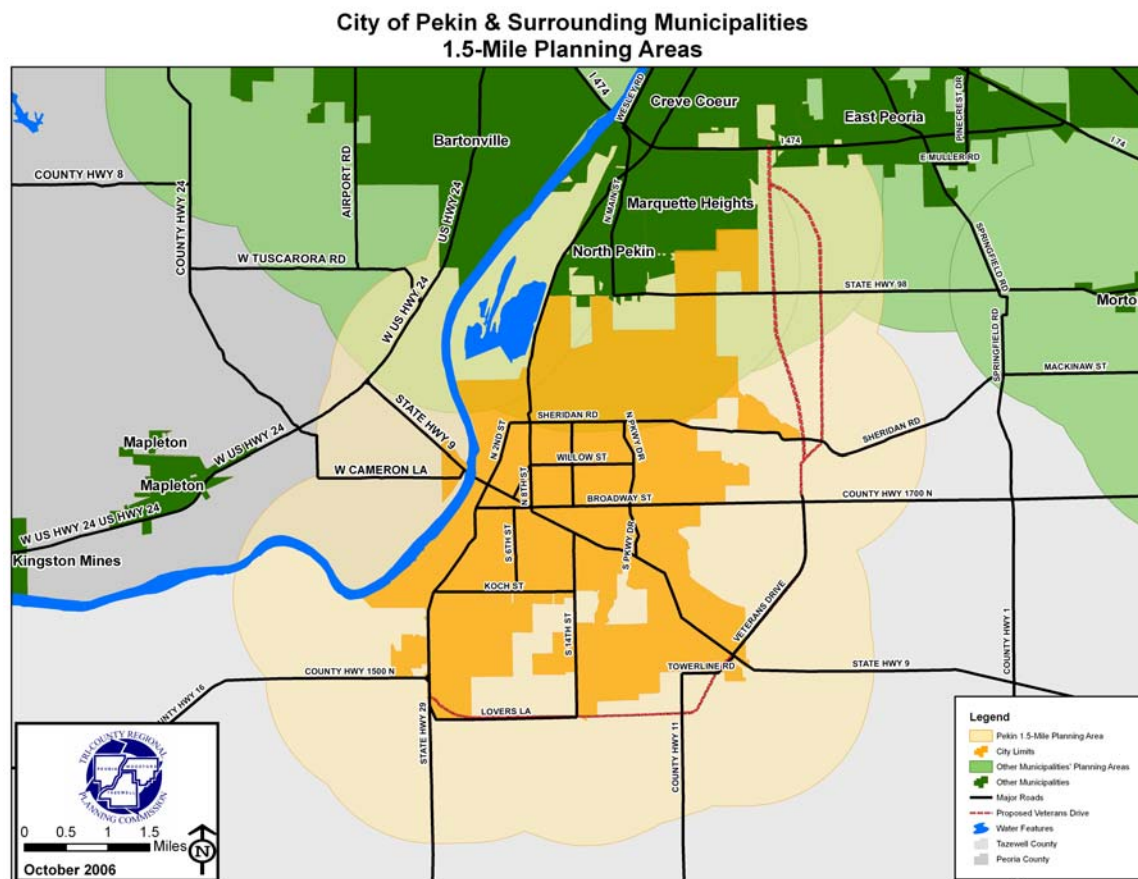 City of Pekin & Surrounding Municipalities
1.5-Mile Planning Areas
I 474
WESLEY RD
Creve Coeur
East Peoria
PINECREST DR
Bartonville
I 474
I 74
E MULLER RD
AIRPORT RD
COUNTY HWY 8
COUNTY HWY 24
US HWY 24
N MAIN ST
Marquette Heights
North Pekin
W TUSCARORA RD
SPRINGFIELD RD
STATE HWY 98
Morto
W US HWY 24
SPRINGFIELD RD
MACKINAW ST
STATE HWY 9
SHERIDAN RD
N PKWY DR
SHERIDAN RD
N 2ND ST
Mapleton
W US HWY 24
WILLOW ST
W CAMERON LA
Mapleton
N 8TH ST
BROADWAY ST
COUNTY HWY 1700 N
W US HWY 24 US HWY 24
S 6TH ST
S PKWY DR
Kingston Mines
KOCH ST
VETERANS DRIVE
S 14TH ST
COUNTY HWY 1
COUNTY HWY 1500 N
TOWERLINE RD
STATE HWY 9
COUNTY HWY 16
LOVERS LA
STATE HWY 29
COUNTY HWY 11
Legend
Pekin 1.5-Mile Planning Area
City Limits
Other Municipalities' Planning Areas
Other Municipalities
Major Roads
Proposed Veterans Drive
Water Features
Tazewell County
Peoria County
TRI-COUNTY REGIONAL
PEORIA
WOODFORD
TAZEWELL
PLANNING COMMISSION
0 0.5 1 1.5
Miles
N
October 2006